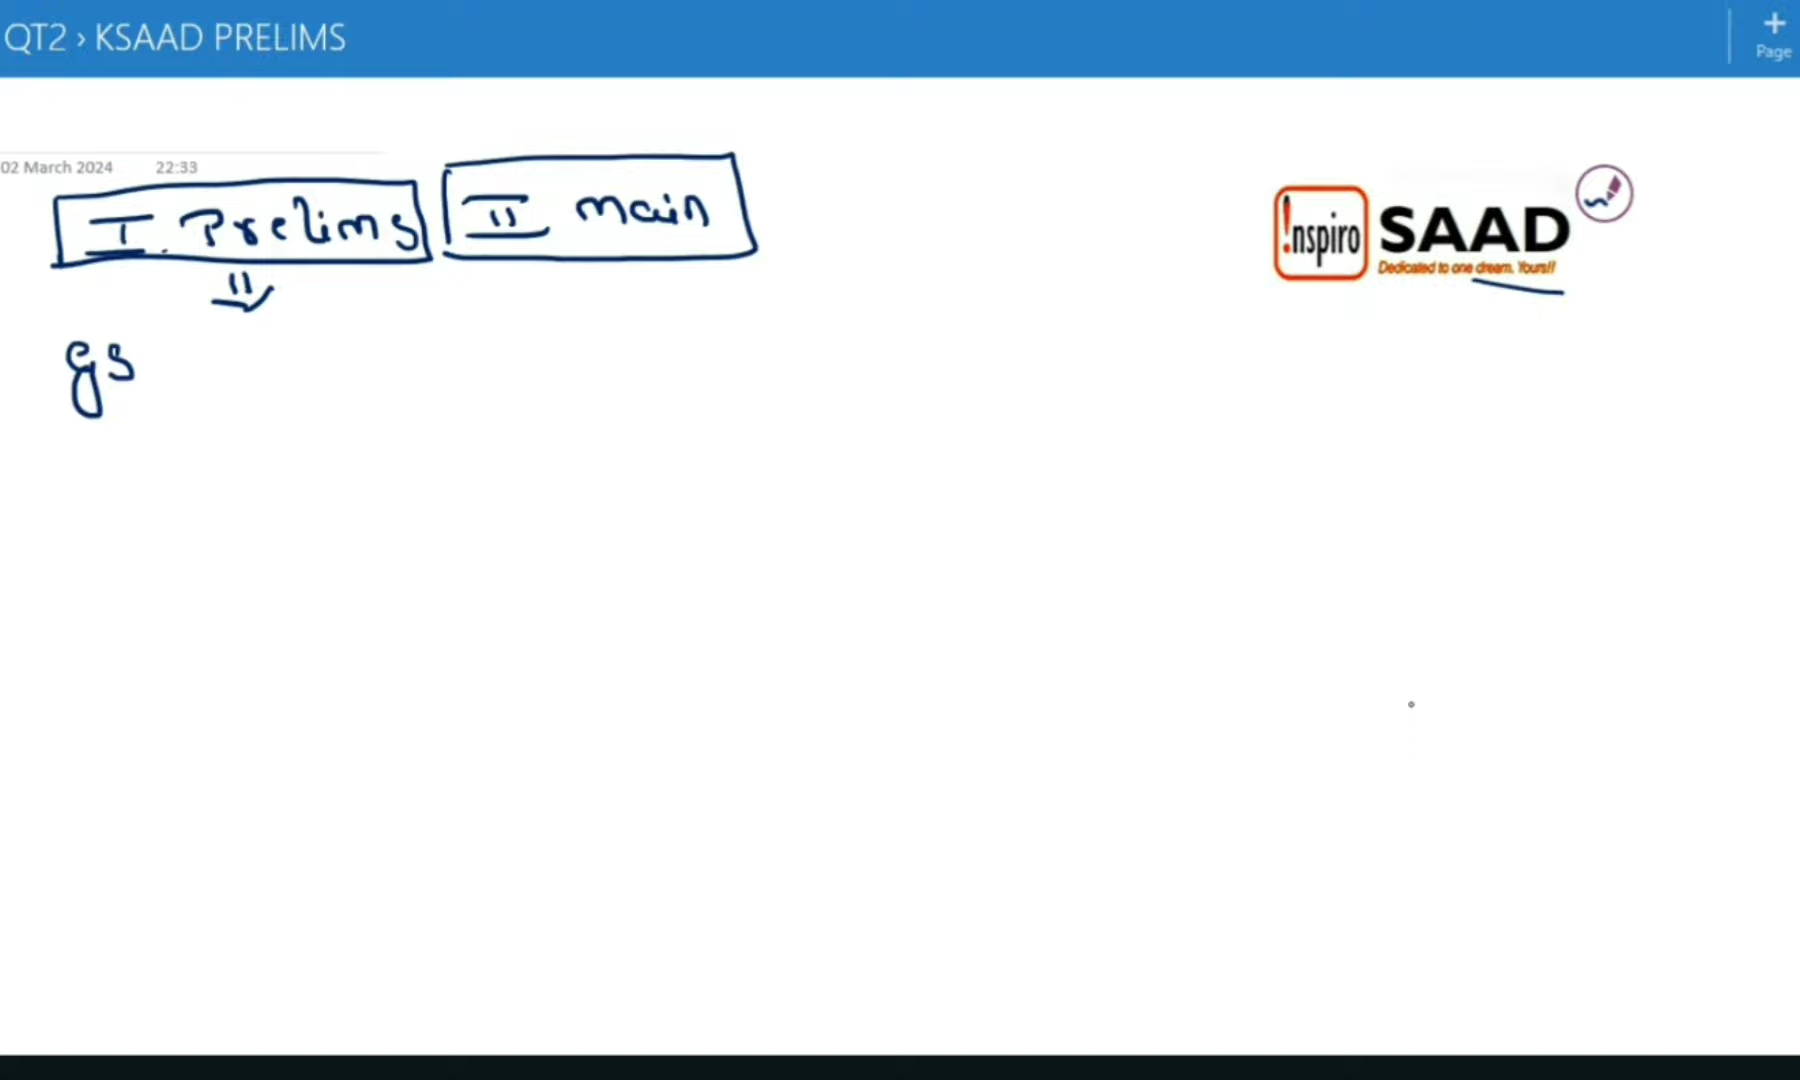 QT2 › KSAAD PRELIMS
+
Page
02 March 2024 22:33
I. Prelims II main
!nspiro SAAD
Dedicated to one dream. Yours!!
gs